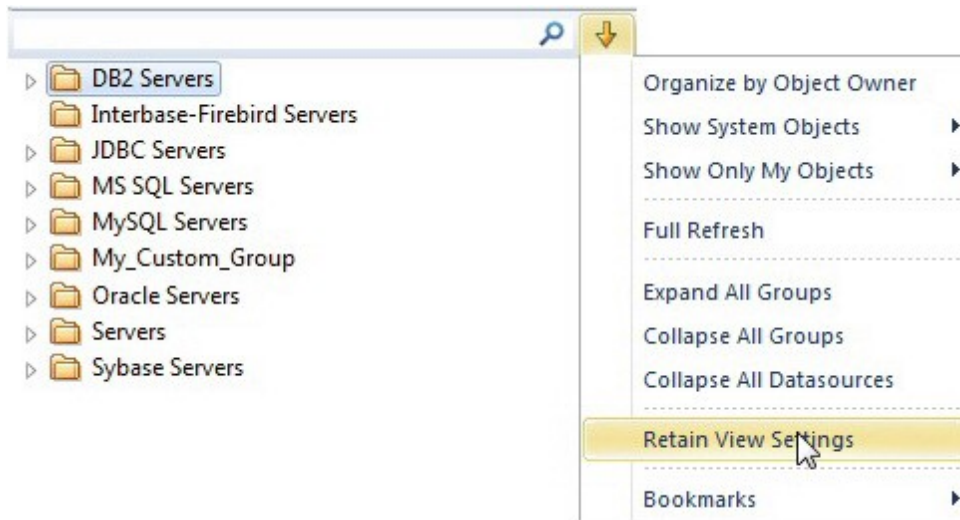 DB2 Servers
Interbase-Firebird Servers
JDBC Servers
MS SQL Servers
MySQL Servers
My_Custom_Group
Oracle Servers
Servers
Sybase Servers
Organize by Object Owner
Show System Objects
Show Only My Objects
Full Refresh
Expand All Groups
Collapse All Groups
Collapse All Datasources
Retain View Settings
Bookmarks